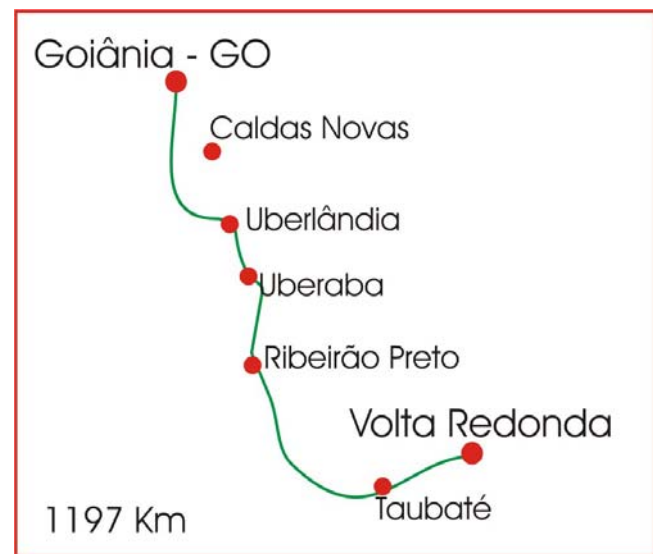 Goiânia - GO
Caldas Novas
Uberlândia
Uberaba
Ribeirão Preto
Volta Redonda
Taubaté
1197 Km